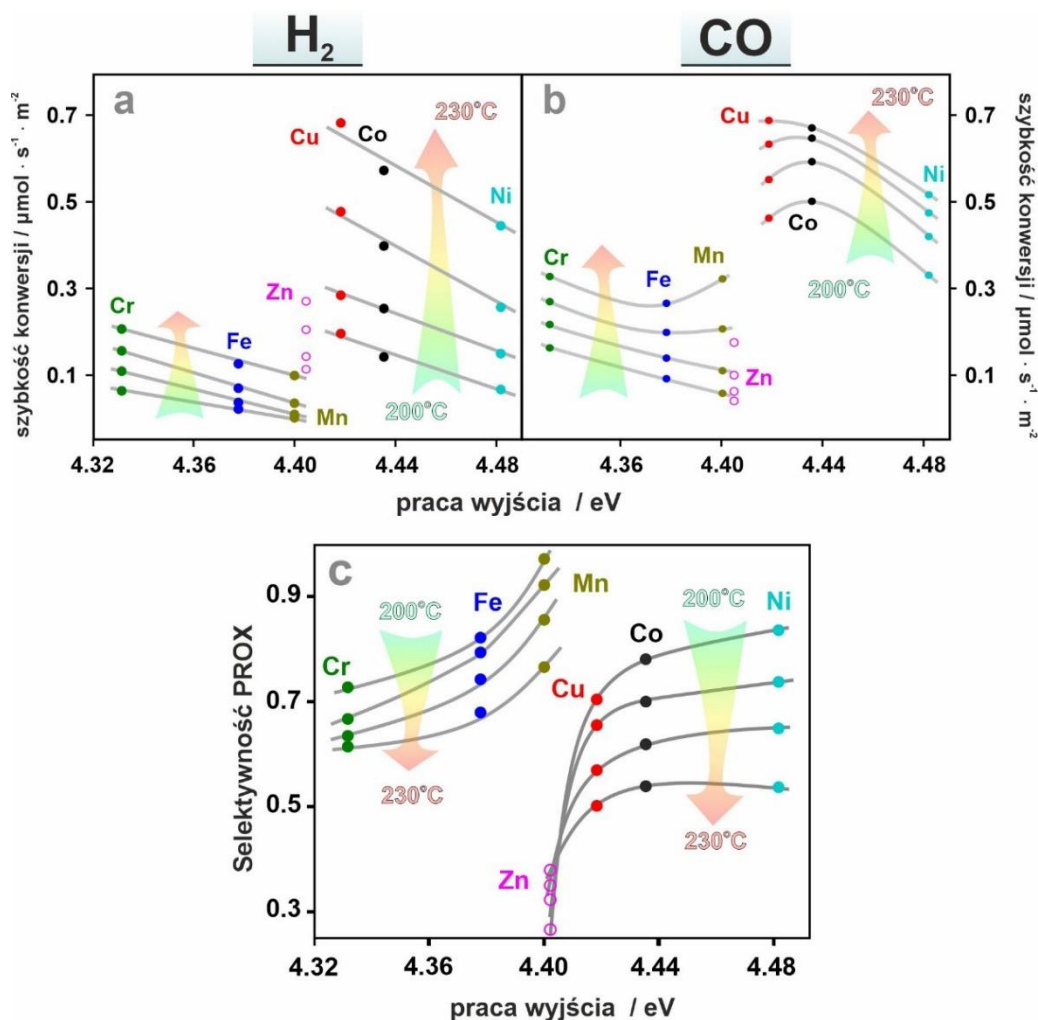 H₂
CO
a
szybkość konwersji / µmol · s⁻¹ · m⁻²
0.7
0.5
0.3
0.1
Cu
Co
230°C
Ni
Zn
Cr
Fe
Mn
200°C
4.32
4.36
4.40
4.44
4.48
praca wyjścia / eV
b
szybkość konwersji / µmol · s⁻¹ · m⁻²
0.7
0.5
0.3
0.1
Cu
230°C
Ni
Co
Cr
Fe
Mn
200°C
Zn
4.36
4.40
4.44
4.48
praca wyjścia / eV
c
Selektywność PROX
0.9
0.7
0.5
0.3
200°C
Fe
Mn
Cr
230°C
200°C
Ni
Co
Cu
230°C
Zn
4.32
4.36
4.40
4.44
4.48
praca wyjścia / eV